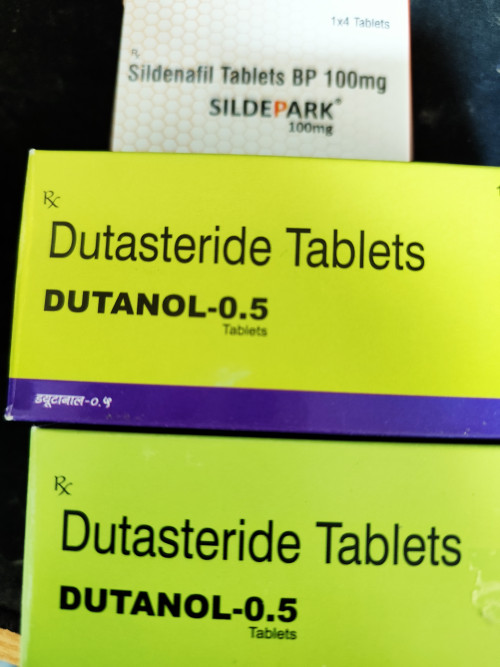 1x4 Tablets
Rx
Sildenafil Tablets BP 100mg
SILDEPARK®
100mg
Rx
Dutasteride Tablets
DUTANOL-0.5
Tablets
ड्यूटानाल-०.५
Rx
Dutasteride Tablets
DUTANOL-0.5
Tablets